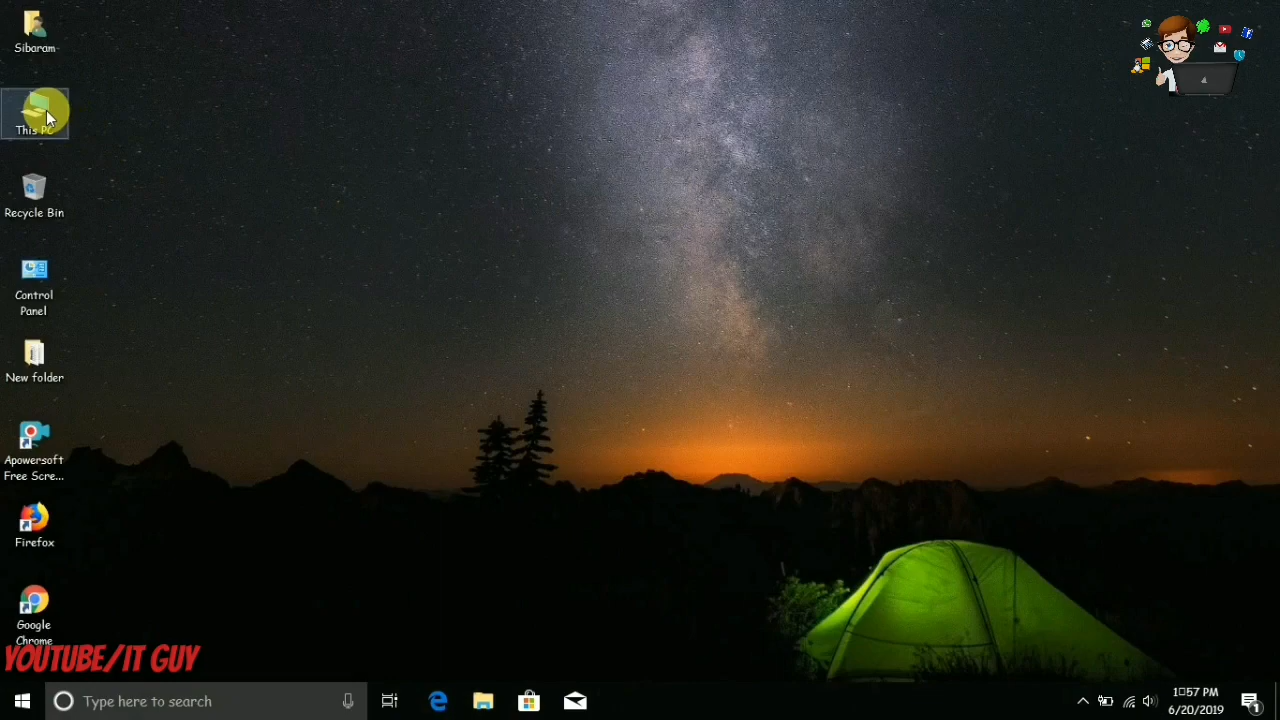 Sibaram
This PC
Recycle Bin
Control
Panel
New folder
Apowersoft
Free Scre...
Firefox
Google
Chrome
YOUTUBE/IT GUY
Type here to search
10:57 PM
6/20/2019
1